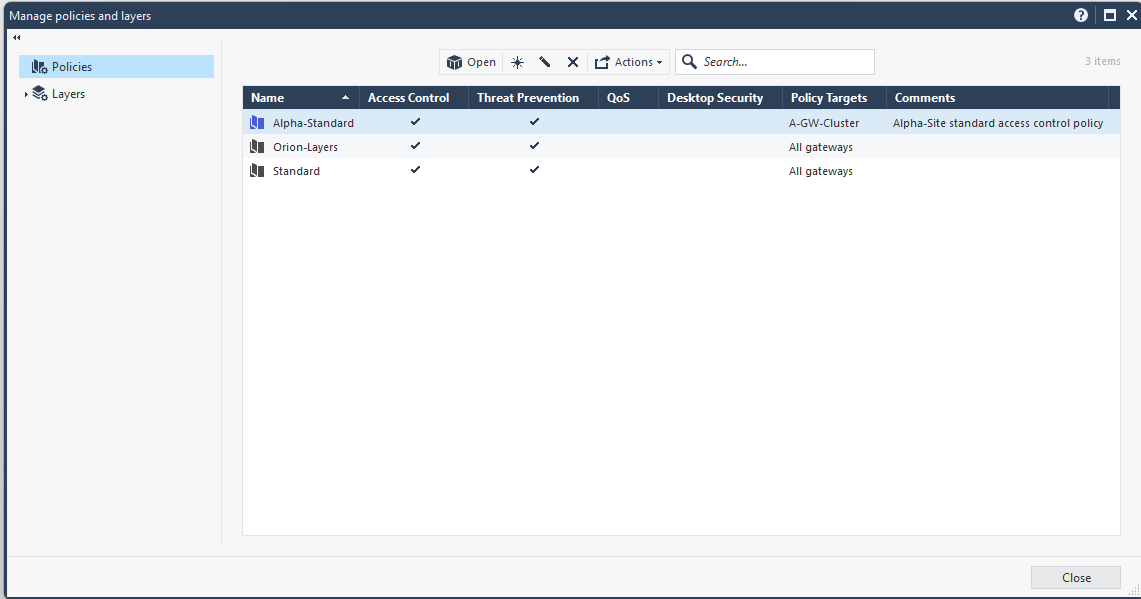 Manage policies and layers
Policies
Layers
Open
Actions
Search...
3 items
Name Access Control Threat Prevention QoS Desktop Security Policy Targets Comments
Alpha-Standard A-GW-Cluster Alpha-Site standard access control policy
Orion-Layers All gateways
Standard All gateways
Close